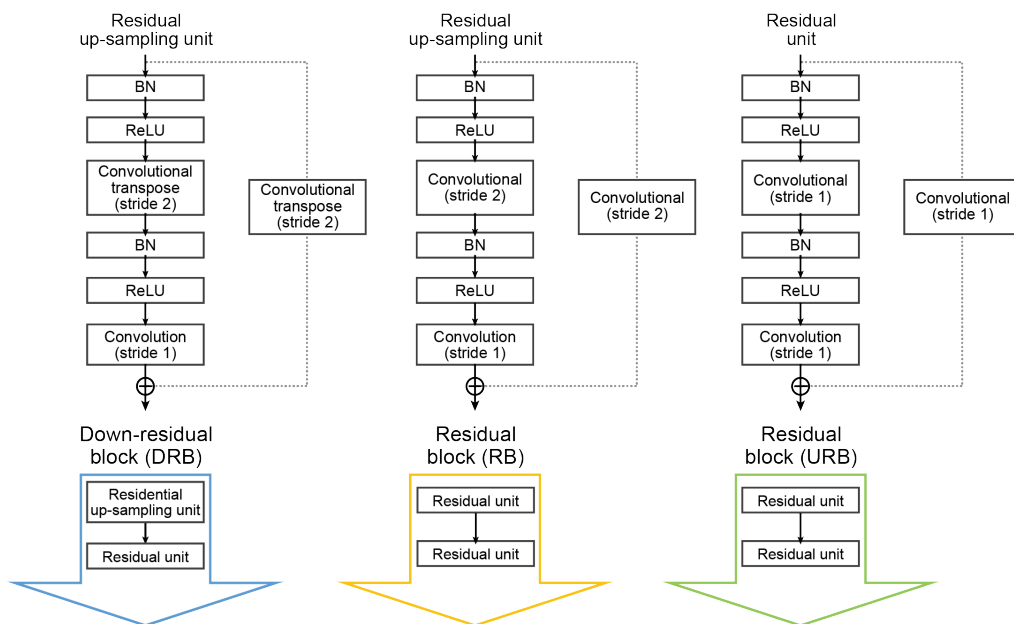 Residual
up-sampling unit
BN
ReLU
Convolutional
transpose
(stride 2)
BN
ReLU
Convolution
(stride 1)
Convolutional
transpose
(stride 2)
Residual
up-sampling unit
BN
ReLU
Convolutional
(stride 2)
BN
ReLU
Convolution
(stride 1)
Convolutional
(stride 2)
Residual
unit
BN
ReLU
Convolutional
(stride 1)
BN
ReLU
Convolution
(stride 1)
Convolutional
(stride 1)
Down-residual
block (DRB)
Residential
up-sampling unit
Residual unit
Residual
block (RB)
Residual unit
Residual unit
Residual
block (URB)
Residual unit
Residual unit